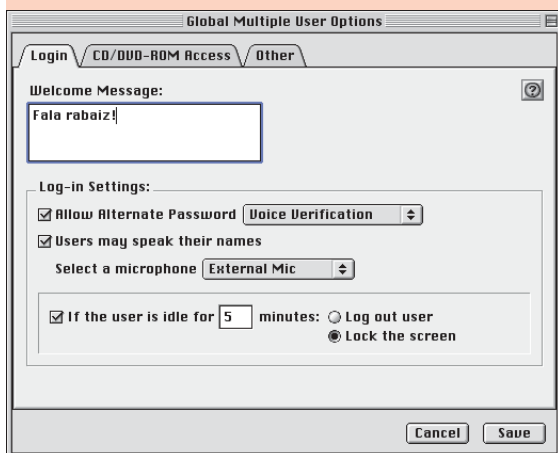 Global Multiple User Options
Login CD/DVD-ROM Access Other
Welcome Message:
?
Fala rabaiz!
Log-in Settings:
Allow Alternate Password Voice Verification
Users may speak their names
Select a microphone External Mic
If the user is idle for 5 minutes: Log out user
Lock the screen
Cancel Save